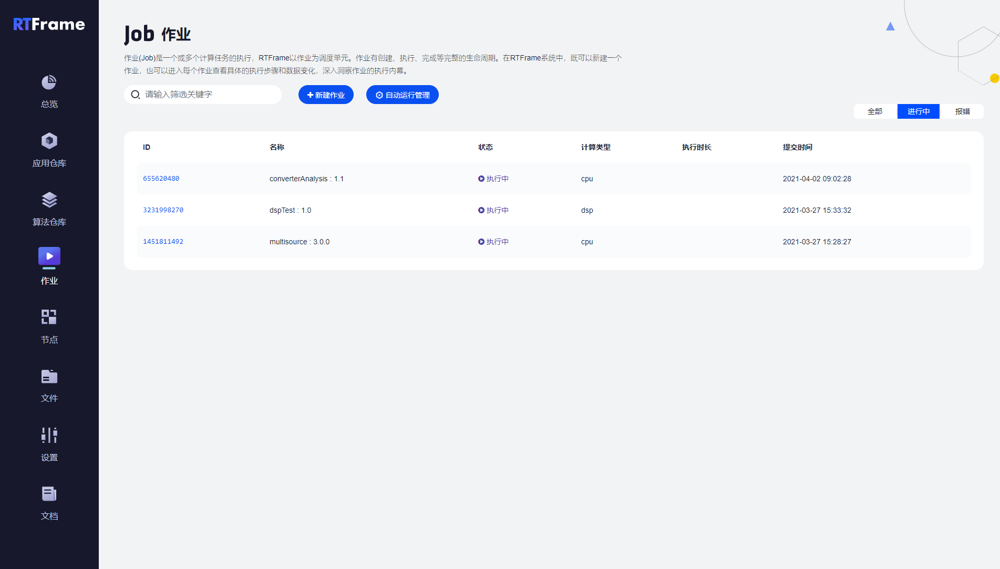 RTFrame
总览
应用仓库
算法仓库
作业
节点
文件
设置
文档
Job 作业
作业(Job)是一个或多个计算任务的执行，RTFrame以作业为调度单元。作业有创建、执行、完成等完整的生命周期。在RTFrame系统中，既可以新建一个
作业，也可以进入每个作业查看具体的执行步骤和数据变化，深入洞察作业的执行内幕。
请输入筛选关键字 新建作业 自动运行管理
全部 进行中 报错
ID 名称 状态 计算类型 执行时长 提交时间
655620480 converterAnalysis : 1.1 执行中 cpu 2021-04-02 09:02:28
3231998270 dspTest : 1.0 执行中 dsp 2021-03-27 15:33:32
1451811492 multisource : 3.0.0 执行中 cpu 2021-03-27 15:28:27